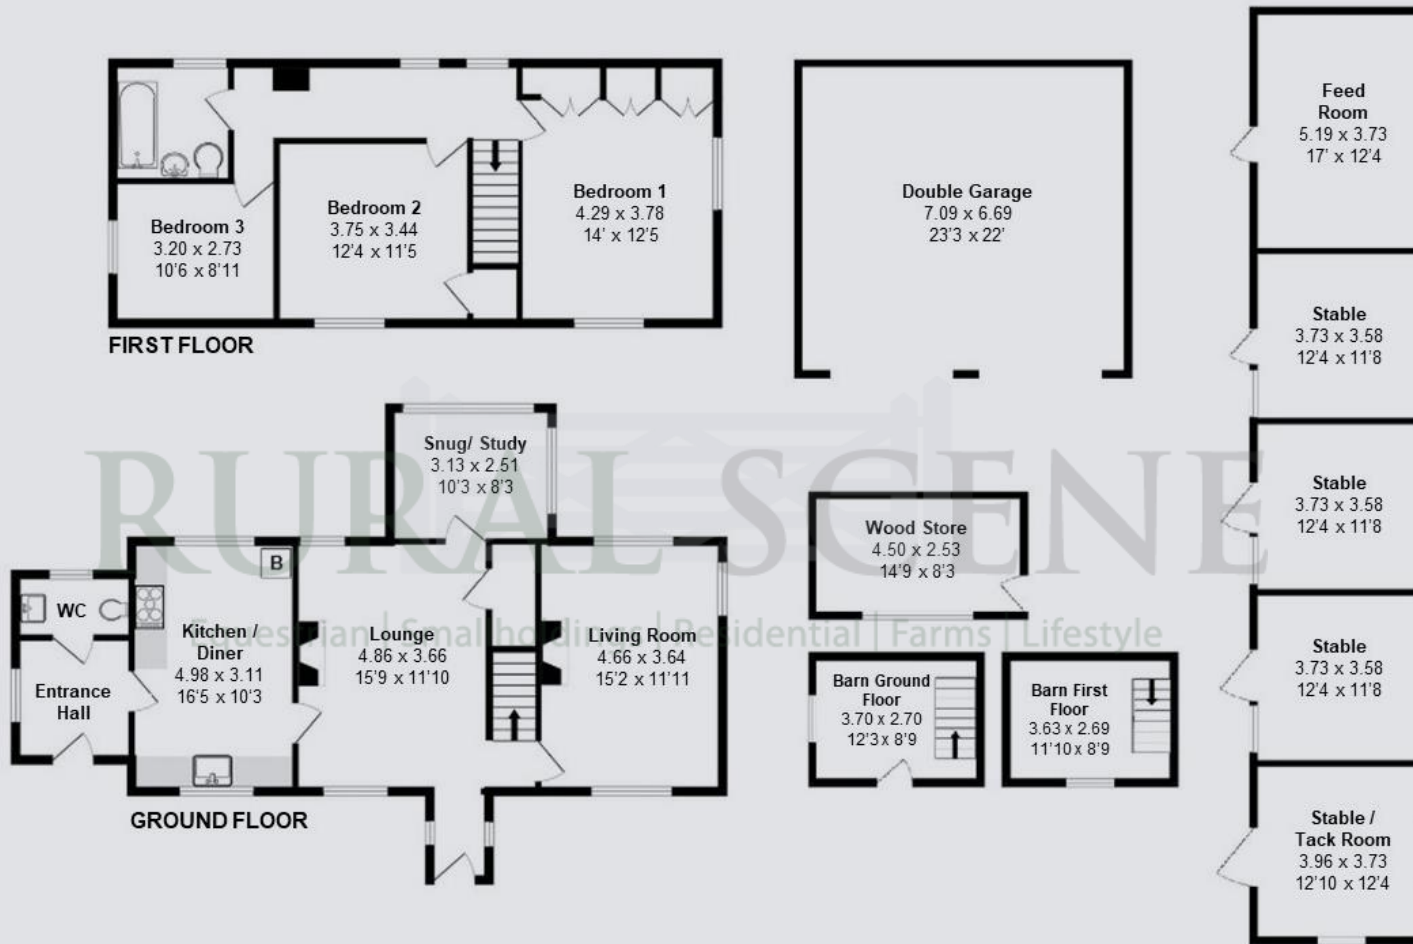 Bedroom 1
4.29 x 3.78
14' x 12'5
Bedroom 2
3.75 x 3.44
12'4 x 11'5
Bedroom 3
3.20 x 2.73
10'6 x 8'11
FIRST FLOOR
Double Garage
7.09 x 6.69
23'3 x 22'
Feed
Room
5.19 x 3.73
17' x 12'4
Stable
3.73 x 3.58
12'4 x 11'8
Stable
3.73 x 3.58
12'4 x 11'8
Stable
3.73 x 3.58
12'4 x 11'8
Stable /
Tack Room
3.96 x 3.73
12'10 x 12'4
RURAL SCENE
Equestrian | Smallholdings | Residential | Farms | Lifestyle
Snug/ Study
3.13 x 2.51
10'3 x 8'3
B
WC
Kitchen /
Diner
4.98 x 3.11
16'5 x 10'3
Entrance
Hall
Lounge
4.86 x 3.66
15'9 x 11'10
Living Room
4.66 x 3.64
15'2 x 11'11
GROUND FLOOR
Wood Store
4.50 x 2.53
14'9 x 8'3
Barn Ground
Floor
3.70 x 2.70
12'3 x 8'9
Barn First
Floor
3.63 x 2.69
11'10 x 8'9